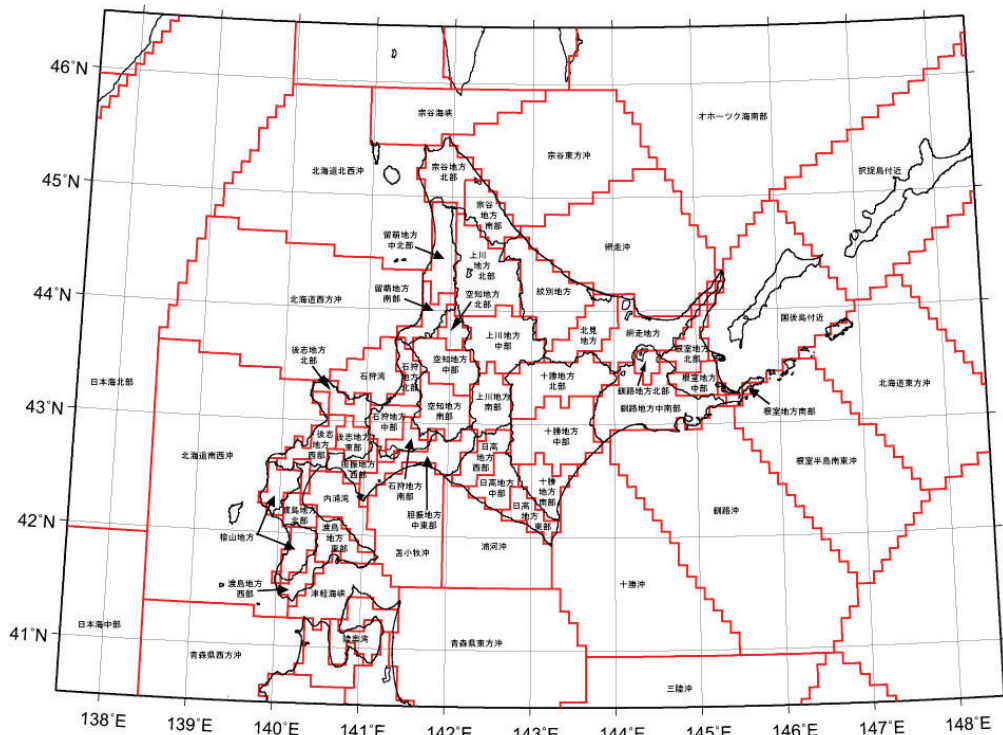 46°N
オホーツク海南部
宗谷海峡
宗谷東方沖
北海道北西沖
宗谷地方
北部
択捉島付近
45°N
宗谷
地方
南部
留萌地方
中北部
網走沖
上川
地方
北部
留萌地方
南部
空知地方
北部
紋別地方
44°N
北海道西方沖
国後島付近
上川地方
中部
北見
地方
網走地方
後志地方
北部
石狩湾
石狩
地方
北部
空知地方
中部
根室地方
北部
日本海北部
十勝地方
北部
釧路地方北部
根室地方
中部
北海道東方沖
43°N
空知地方
南部
上川地方
南部
釧路地方中南部
根室地方南部
石狩地方
中部
後志
地方
西部
後志地方
東部
十勝地方
中部
北海道南西沖
胆振地方
西部
日高
地方
西部
根室半島南東沖
石狩地方
南部
日高地方
中部
十勝
地方
南部
内浦湾
渡島地方
北部
胆振地方
中東部
日高
地方
東部
釧路沖
42°N
檜山地方
渡島
地方
東部
苫小牧沖
浦河沖
十勝沖
渡島地方
西部
津軽海峡
41°N
日本海中部
陸奥湾
青森県東方沖
青森県西方沖
三陸沖
138°E
139°E
140°E
141°E
142°E
143°E
144°E
145°E
146°E
147°E
148°E